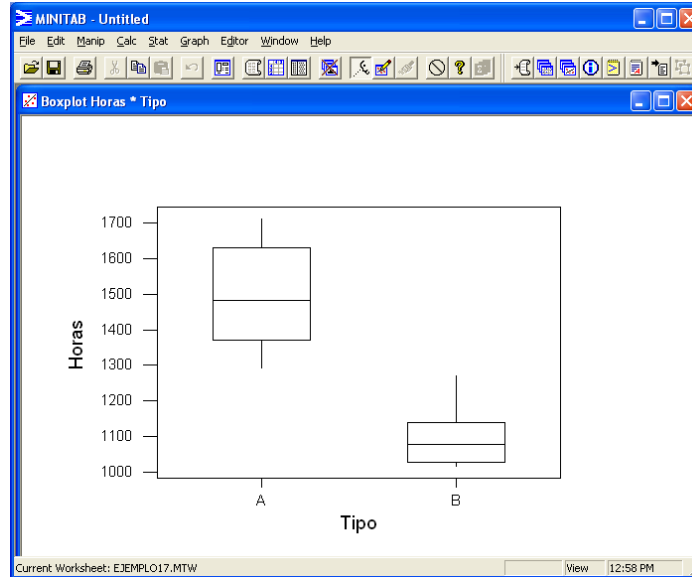 MINITAB - Untitled
File Edit Manip Calc Stat Graph Editor Window Help
Boxplot Horas * Tipo
1700
1600
1500
1400
1300
1200
1100
1000
Horas
A B
Tipo
Current Worksheet: EJEMPLO17.MTW View 12:58 PM